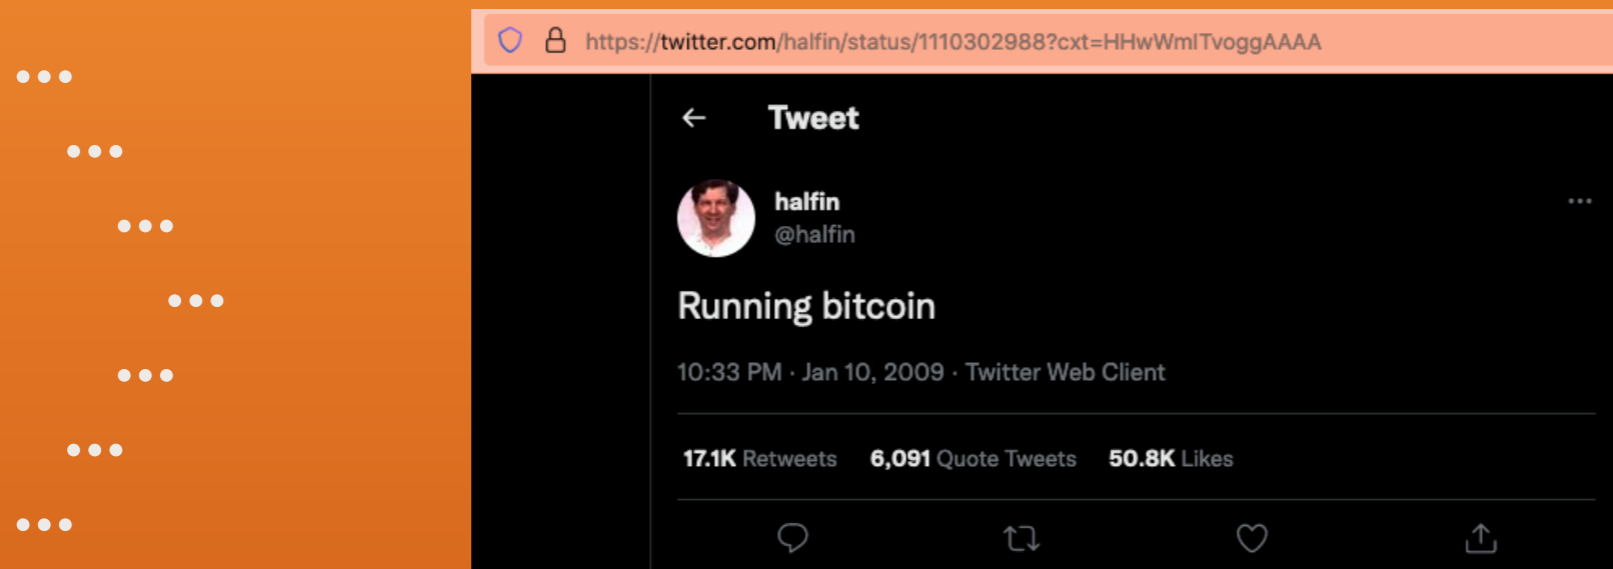 https://twitter.com/halfin/status/1110302988?cxt=HHwWmITvoggAAAA
Tweet
halfin
@halfin
Running bitcoin
10:33 PM · Jan 10, 2009 · Twitter Web Client
17.1K Retweets 6,091 Quote Tweets 50.8K Likes